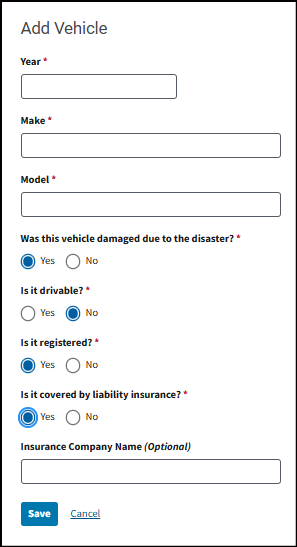 Add Vehicle
Year *
Make *
Model *
Was this vehicle damaged due to the disaster? *
Yes No
Is it drivable? *
Yes No
Is it registered? *
Yes No
Is it covered by liability insurance? *
Yes No
Insurance Company Name (Optional)
Save Cancel